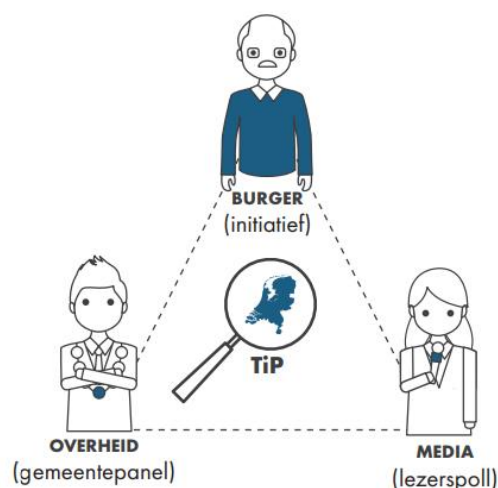 BURGER
(initiatief)
TiP
OVERHEID
(gemeentepanel)
MEDIA
(lezerspoll)